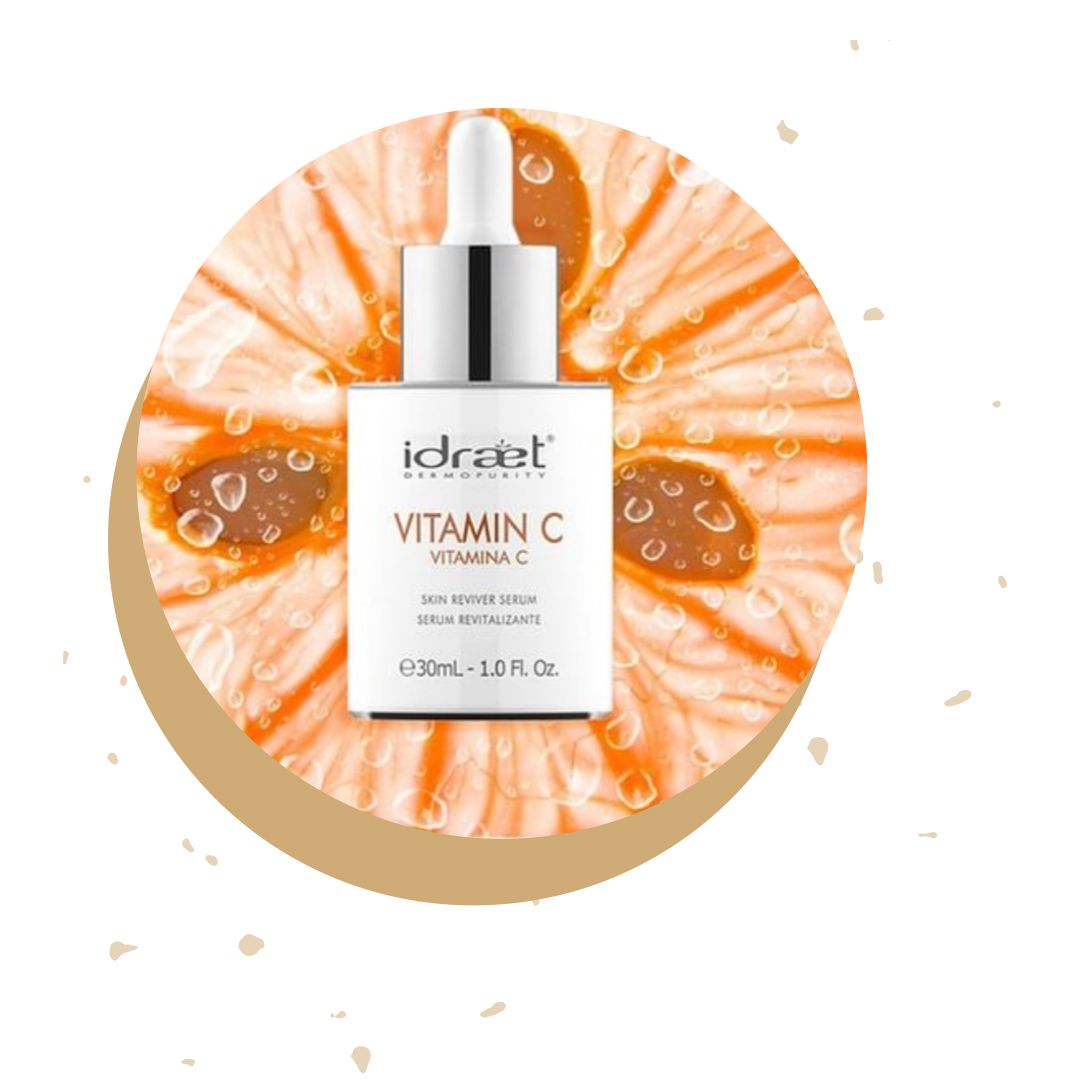 idraet®
DERMOPURITY
VITAMIN C
VITAMINA C
SKIN REVIVER SERUM
SERUM REVITALIZANTE
℮30mL - 1.0 Fl. Oz.